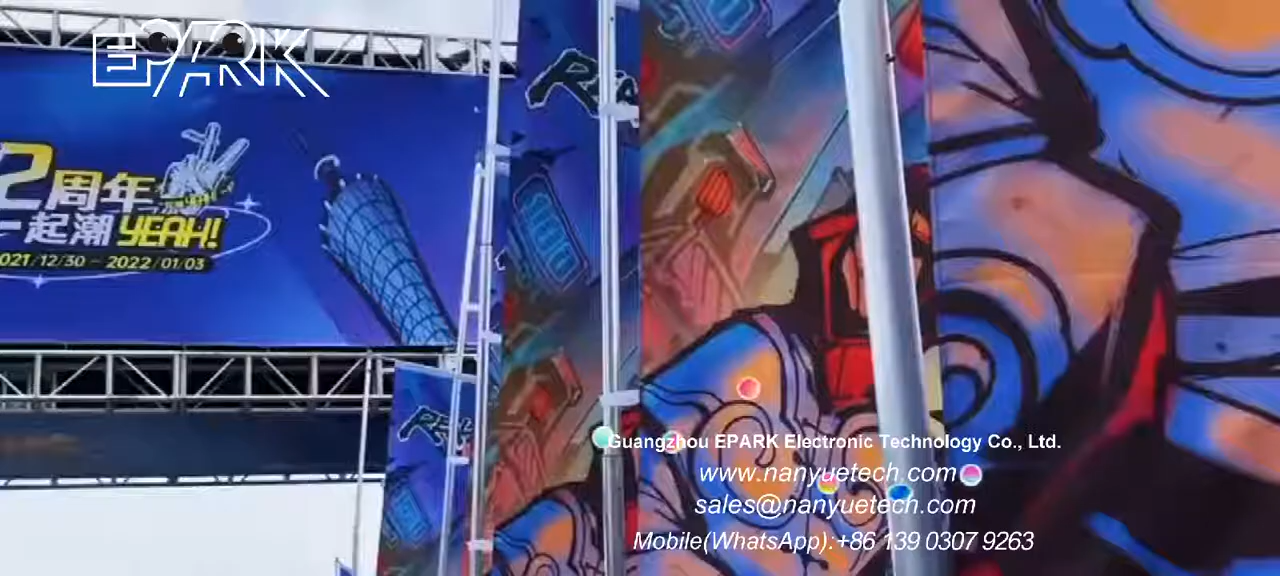 EPARK
2周年
一起潮 YEAH!
021/12/30 - 2022/01/03
Guangzhou EPARK Electronic Technology Co., Ltd.
www.nanyuetech.com
sales@nanyuetech.com
Mobile(WhatsApp):+86 139 0307 9263